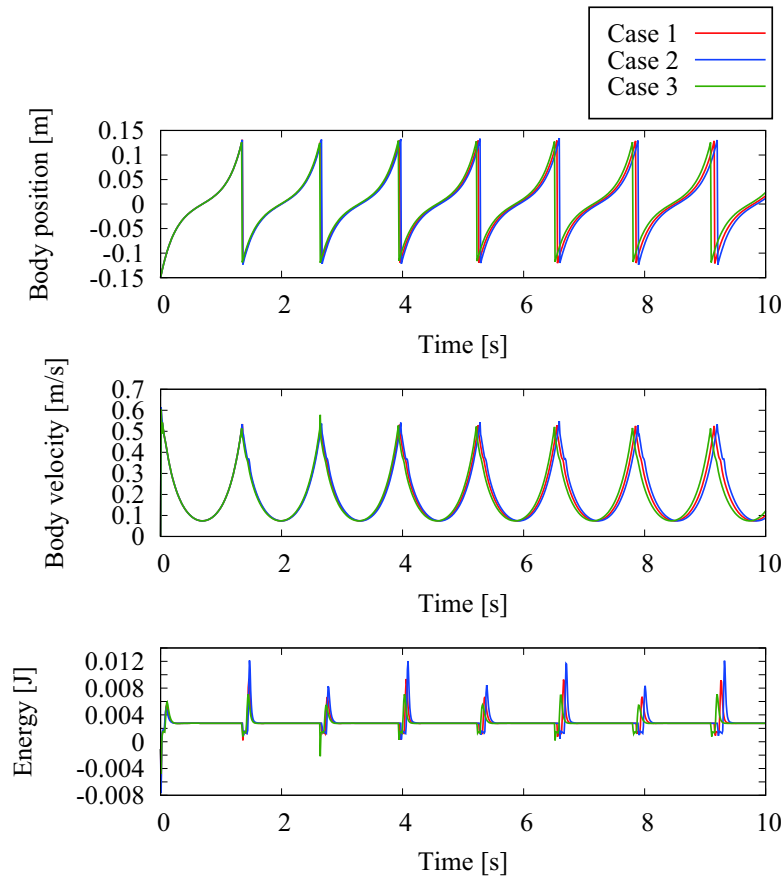 Case 1
Case 2
Case 3
Body position [m]
0.15
0.1
0.05
0
-0.05
-0.1
-0.15
0 2 4 6 8 10
Time [s]
Body velocity [m/s]
0.7
0.6
0.5
0.4
0.3
0.2
0.1
0
0 2 4 6 8 10
Time [s]
Energy [J]
0.012
0.008
0.004
0
-0.004
-0.008
0 2 4 6 8 10
Time [s]